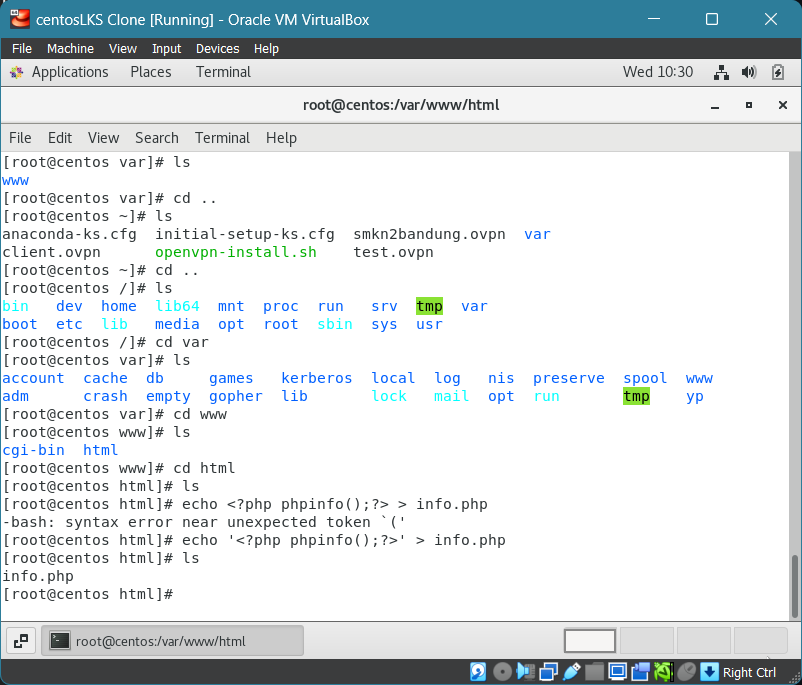 centosLKS Clone [Running] - Oracle VM VirtualBox
File Machine View Input Devices Help
Applications Places Terminal Wed 10:30
root@centos:/var/www/html
File Edit View Search Terminal Help
[root@centos var]# ls
www
[root@centos var]# cd ..
[root@centos ~]# ls
anaconda-ks.cfg initial-setup-ks.cfg smkn2bandung.ovpn var
client.ovpn openvpn-install.sh test.ovpn
[root@centos ~]# cd ..
[root@centos /]# ls
bin dev home lib64 mnt proc run srv tmp var
boot etc lib media opt root sbin sys usr
[root@centos /]# cd var
[root@centos var]# ls
account cache db games kerberos local log nis preserve spool www
adm crash empty gopher lib lock mail opt run tmp yp
[root@centos var]# cd www
[root@centos www]# ls
cgi-bin html
[root@centos www]# cd html
[root@centos html]# ls
[root@centos html]# echo <?php phpinfo();?> > info.php
-bash: syntax error near unexpected token `('
[root@centos html]# echo '<?php phpinfo();?>' > info.php
[root@centos html]# ls
info.php
[root@centos html]#
root@centos:/var/www/html
Right Ctrl